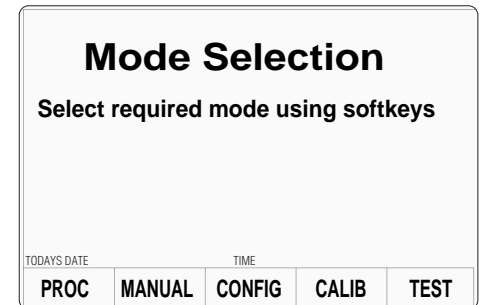 Mode Selection
Select required mode using softkeys
TODAYS DATE TIME
PROC MANUAL CONFIG CALIB TEST